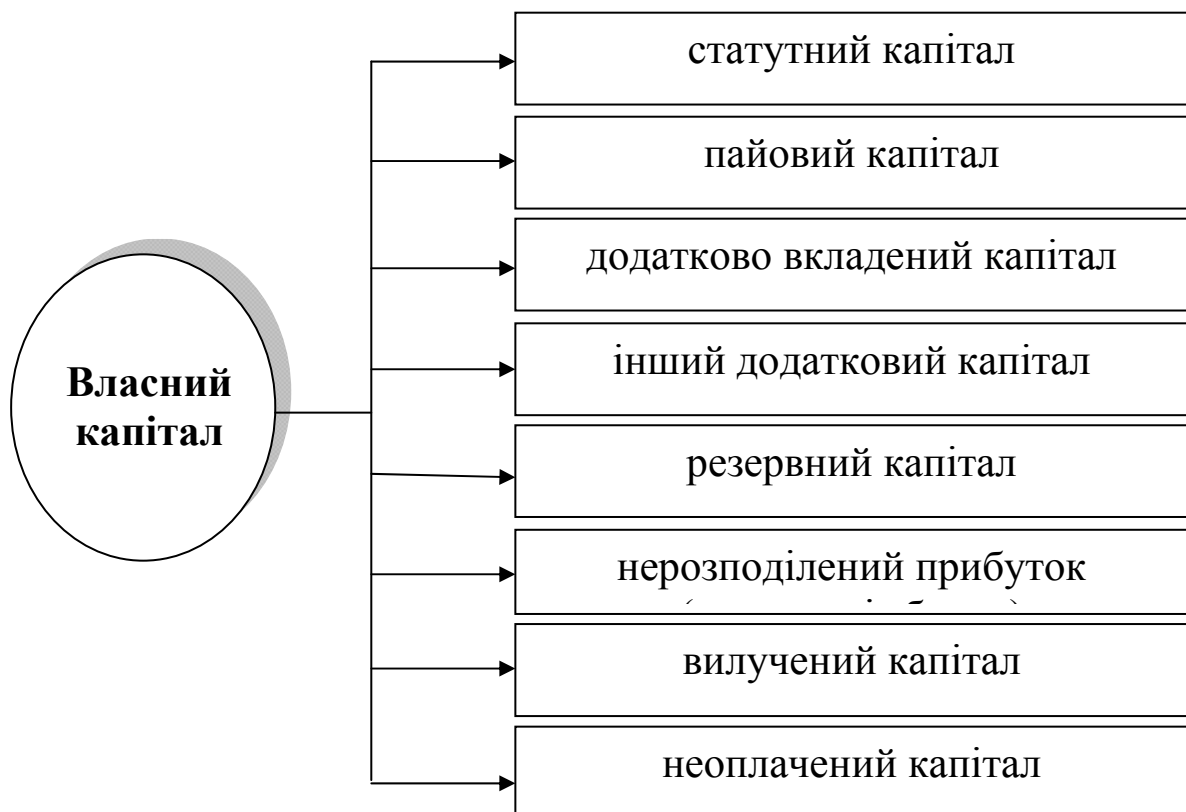 статутний капітал
пайовий капітал
додатково вкладений капітал
інший додатковий капітал
Власний
капітал
резервний капітал
нерозподілений прибуток
вилучений капітал
неоплачений капітал